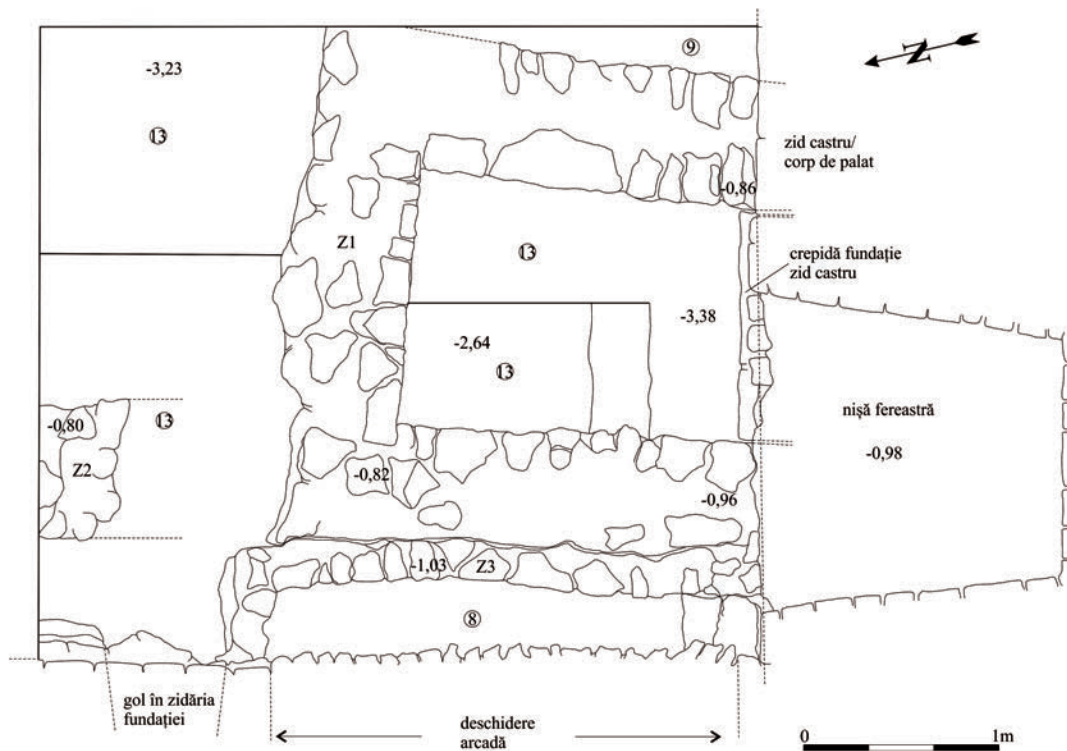 ⑨
N
-3,23
⑬
zid castru/
corp de palat
-0,86
Z1
⑬
crepidă fundație
zid castru
-3,38
-2,64
⑬
nișă fereastră
-0,98
⑬
-0,80
Z2
-0,82
-0,96
-1,03
Z3
⑧
gol în zidăria
fundației
deschidere
arcadă
0 1m